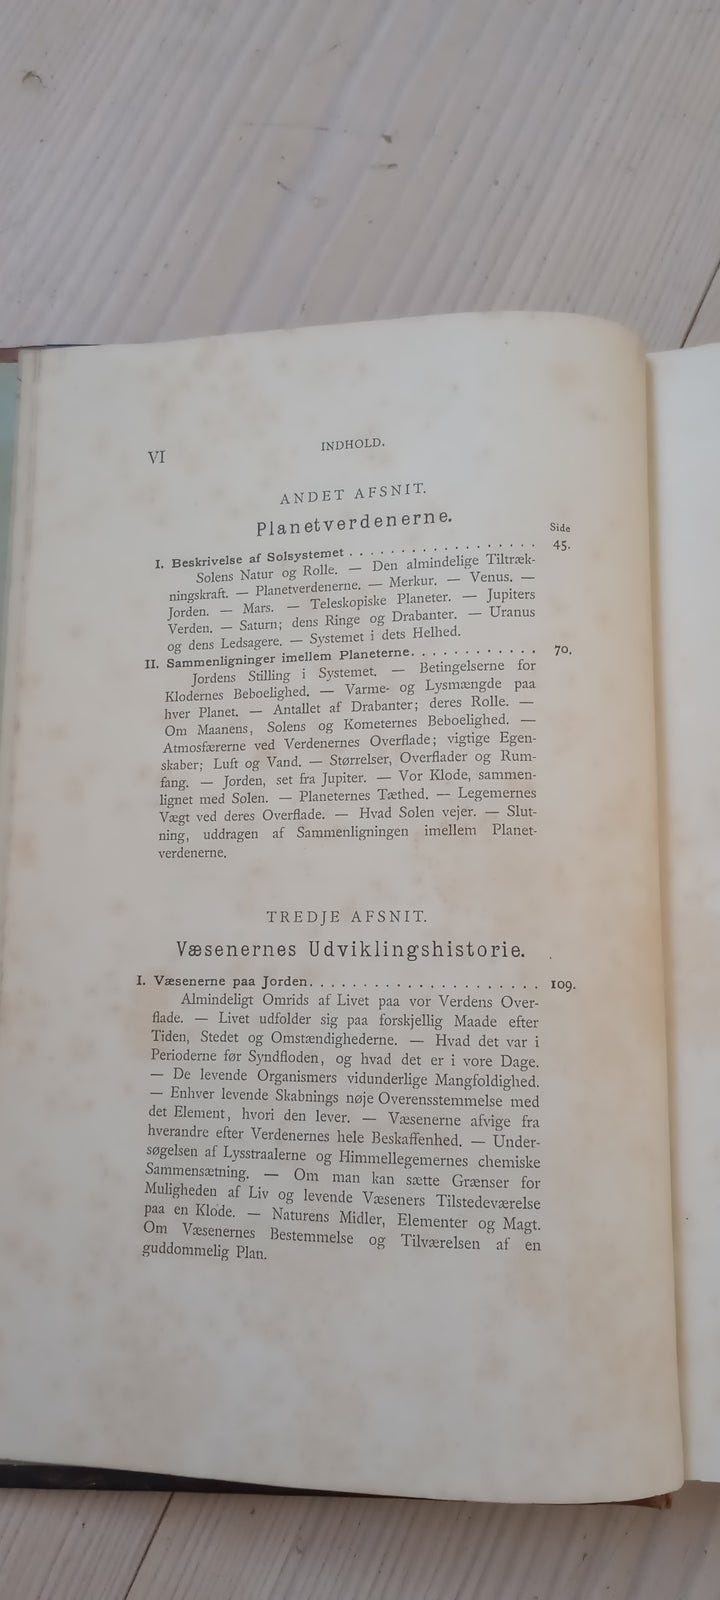 VI
INDHOLD.
ANDET AFSNIT.
Planetverdenerne.
Side
I. Beskrivelse af Solsystemet . . . . . . . . . . . . . . . . . . 45.
Solens Natur og Rolle. — Den almindelige Tiltræk-
ningskraft. — Planetverdenerne. — Merkur. — Venus. —
Jorden. — Mars. — Teleskopiske Planeter. — Jupiters
Verden. — Saturn; dens Ringe og Drabanter. — Uranus
og dens Ledsagere. — Systemet i dets Helhed.
II. Sammenligninger imellem Planeterne. . . . . . . . . . . . . 70.
Jordens Stilling i Systemet. — Betingelserne for
Klodernes Beboelighed. — Varme- og Lysmængde paa
hver Planet. — Antallet af Drabanter; deres Rolle. —
Om Maanens, Solens og Kometernes Beboelighed. —
Atmosfærerne ved Verdenernes Overflade; vigtige Egen-
skaber; Luft og Vand. — Størrelser, Overflader og Rum-
fang. — Jorden, set fra Jupiter. — Vor Klode, sammen-
lignet med Solen. — Planeternes Tæthed. — Legemernes
Vægt ved deres Overflade. — Hvad Solen vejer. — Slut-
ning, uddragen af Sammenligningen imellem Planet-
verdenerne.
TREDJE AFSNIT.
Væsenernes Udviklingshistorie.
I. Væsenerne paa Jorden. . . . . . . . . . . . . . . . . . . . . . 109.
Almindeligt Omrids af Livet paa vor Verdens Over-
flade. — Livet udfolder sig paa forskjellig Maade efter
Tiden, Stedet og Omstændighederne. — Hvad det var i
Perioderne før Syndfloden, og hvad det er i vore Dage.
— De levende Organismers vidunderlige Mangfoldighed.
— Enhver levende Skabnings nøje Overensstemmelse med
det Element, hvori den lever. — Væsenerne afvige fra
hverandre efter Verdenernes hele Beskaffenhed. — Under-
søgelsen af Lysstraalerne og Himmellegemernes chemiske
Sammensætning. — Om man kan sætte Grænser for
Muligheden af Liv og levende Væseners Tilstedeværelse
paa en Klode. — Naturens Midler, Elementer og Magt.
Om Væsenernes Bestemmelse og Tilværelsen af en
guddommelig Plan.